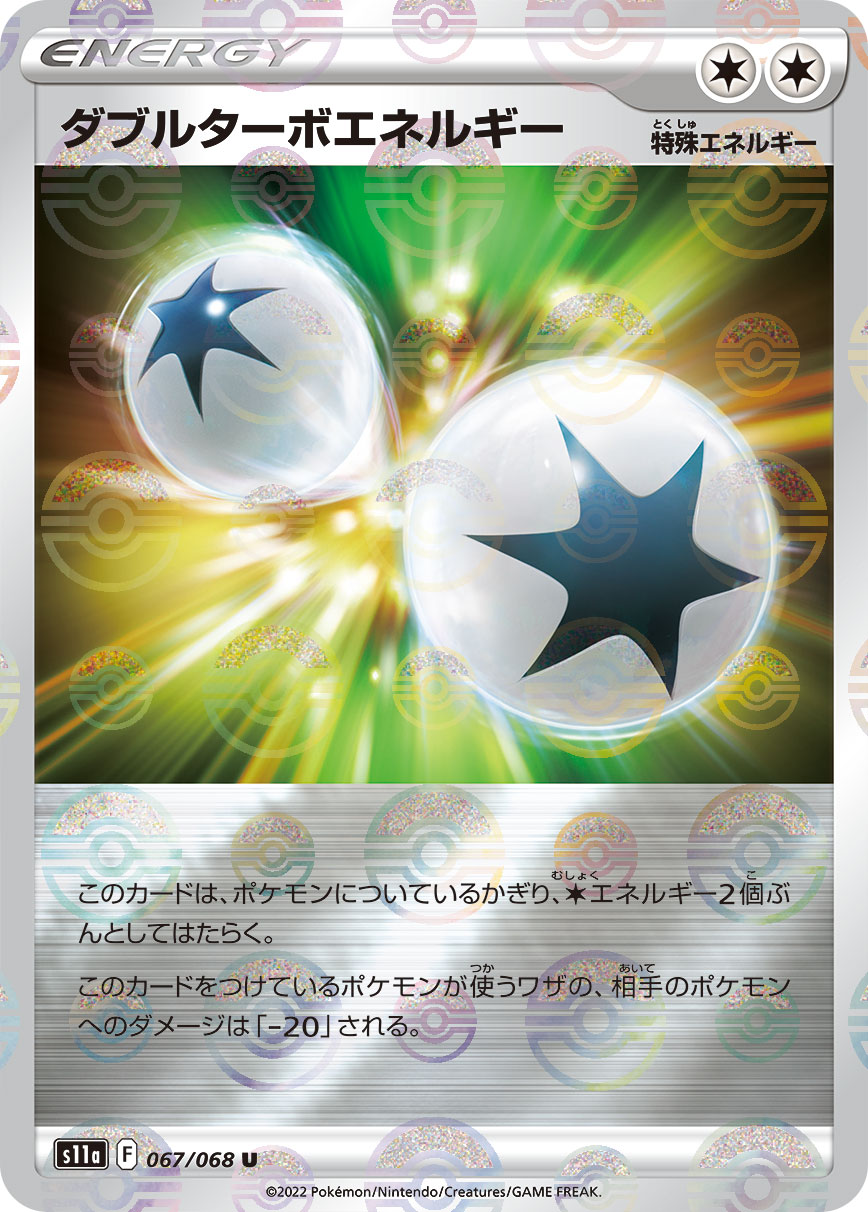 ENERGY
ダブルターボエネルギー
とくしゅ
特殊エネルギー
むしょく
こ
このカードは、ポケモンについているかぎり、✶エネルギー2個ぶ
んとしてはたらく。
つか
あいて
このカードをつけているポケモンが使うワザの、相手のポケモン
へのダメージは「-20」される。
s11a F 067/068 U
©2022 Pokémon/Nintendo/Creatures/GAME FREAK.